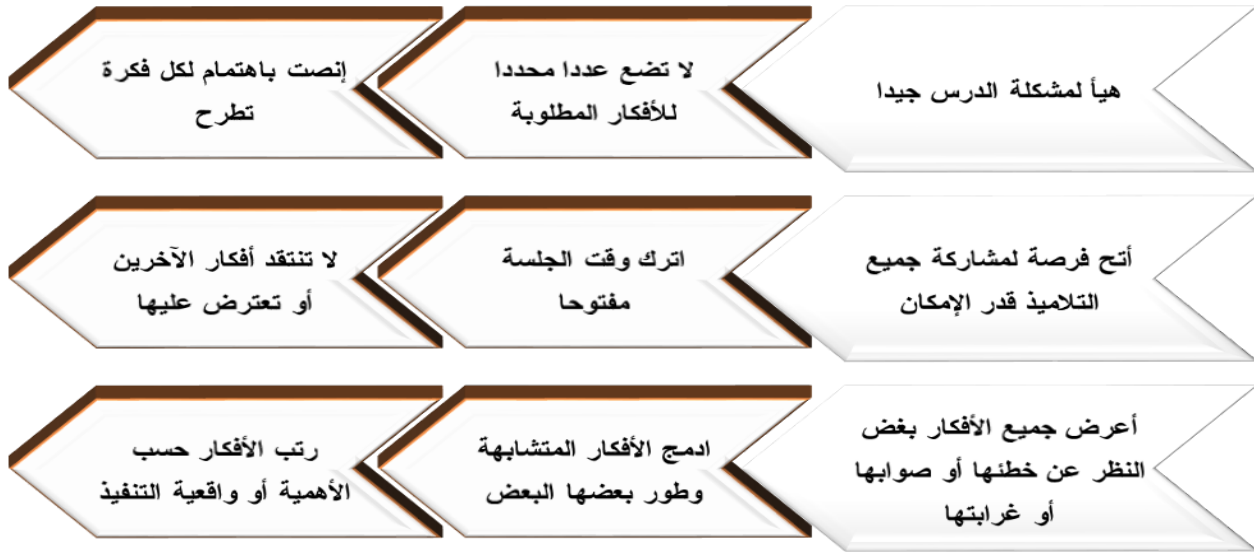 هيأ لمشكلة الدرس جيدا
لا تضع عددا محددا
للأفكار المطلوبة
إنصت باهتمام لكل فكرة
تطرح
أتح فرصة لمشاركة جميع
التلاميذ قدر الإمكان
اترك وقت الجلسة
مفتوحا
لا تنتقد أفكار الآخرين
أو تعترض عليها
أعرض جميع الأفكار بغض
النظر عن خطئها أو صوابها
أو غرابتها
ادمج الأفكار المتشابهة
وطور بعضها البعض
رتب الأفكار حسب
الأهمية أو واقعية التنفيذ